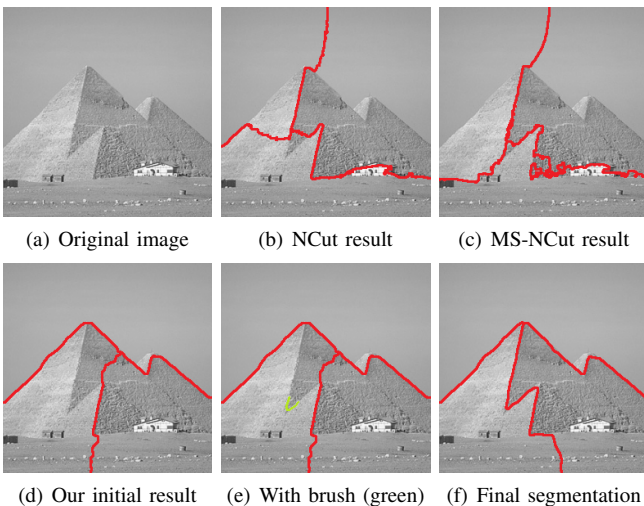 (a) Original image
(b) NCut result
(c) MS-NCut result
(d) Our initial result
(e) With brush (green)
(f) Final segmentation